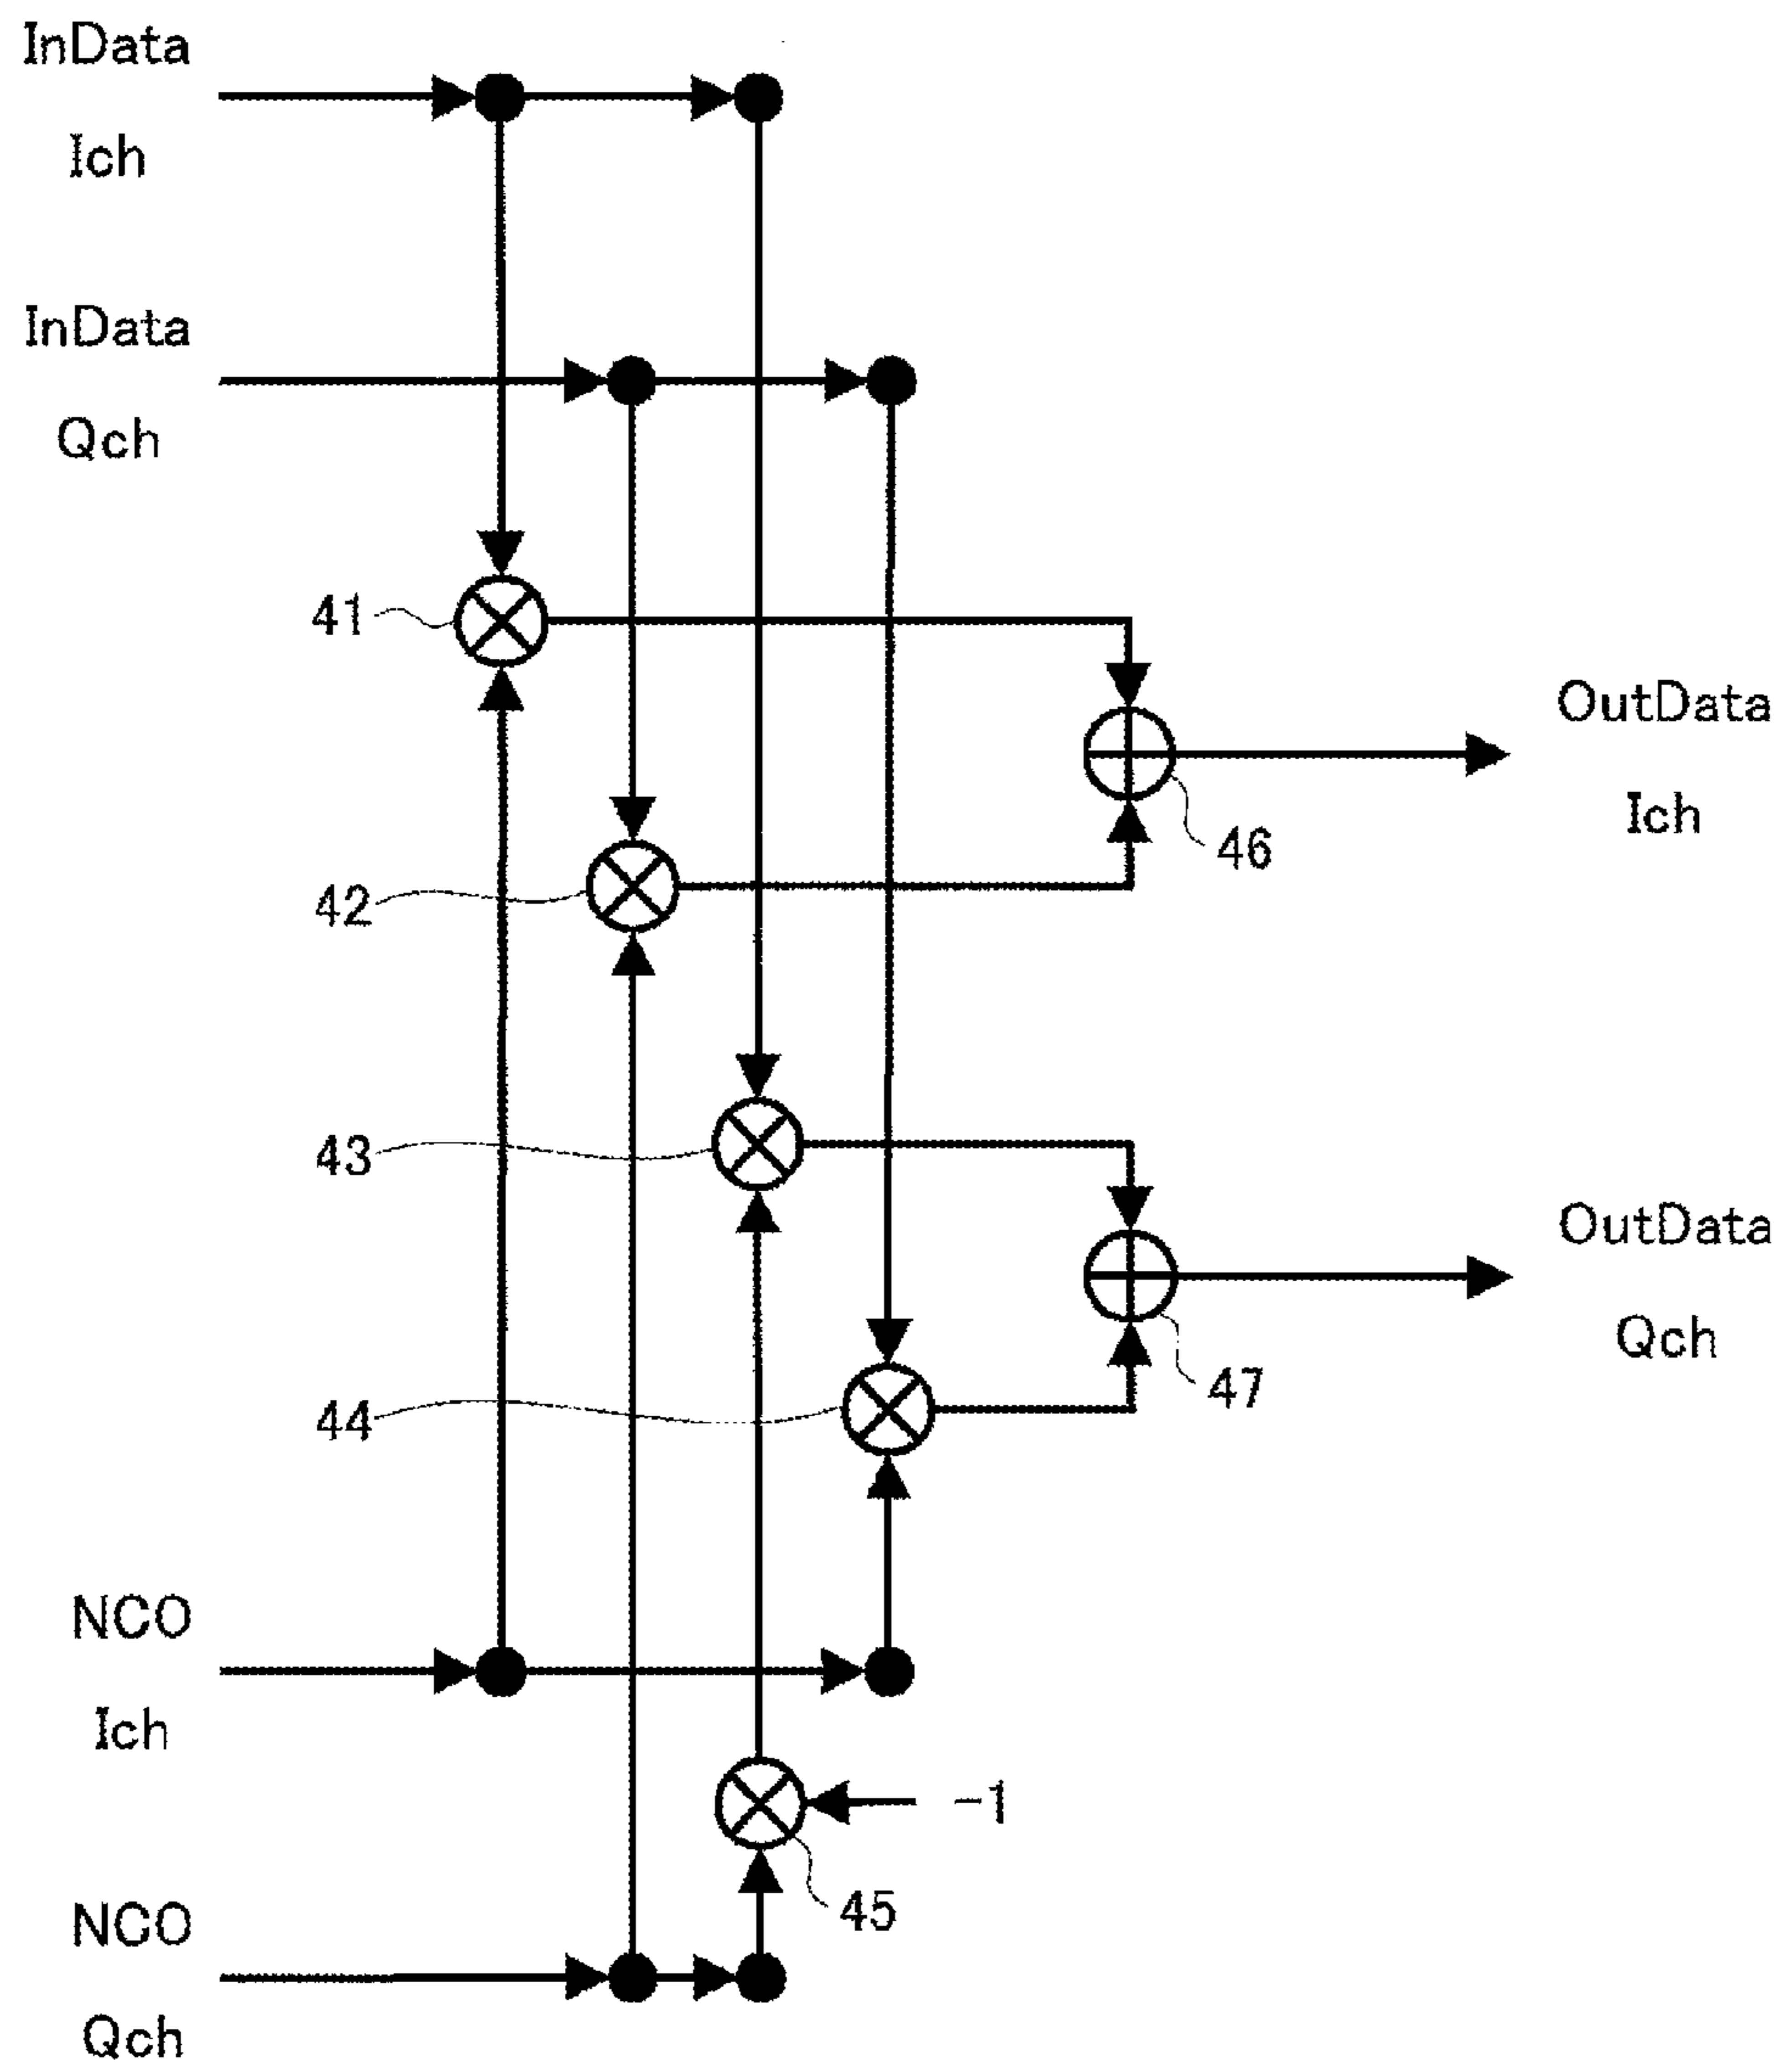 InData
Ich
InData
Qch
41
OutData
Ich
46
42
43
OutData
Qch
47
44
NCO
Ich
-1
45
NCO
Qch